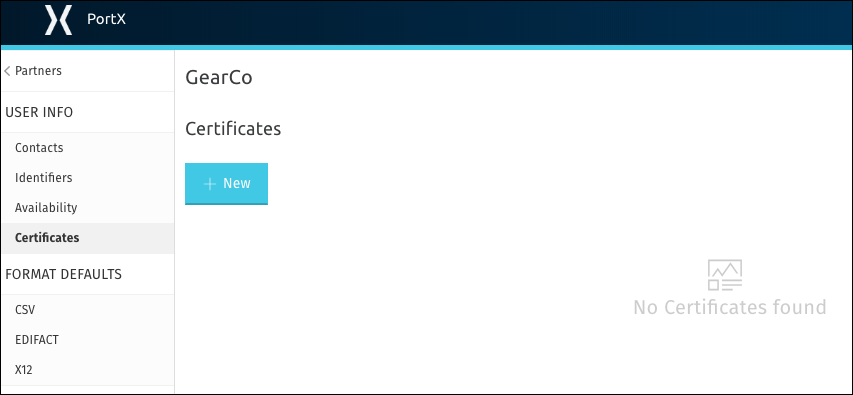 PortX
Partners
USER INFO
Contacts
Identifiers
Availability
Certificates
FORMAT DEFAULTS
CSV
EDIFACT
X12
GearCo
Certificates
+ New
No Certificates found